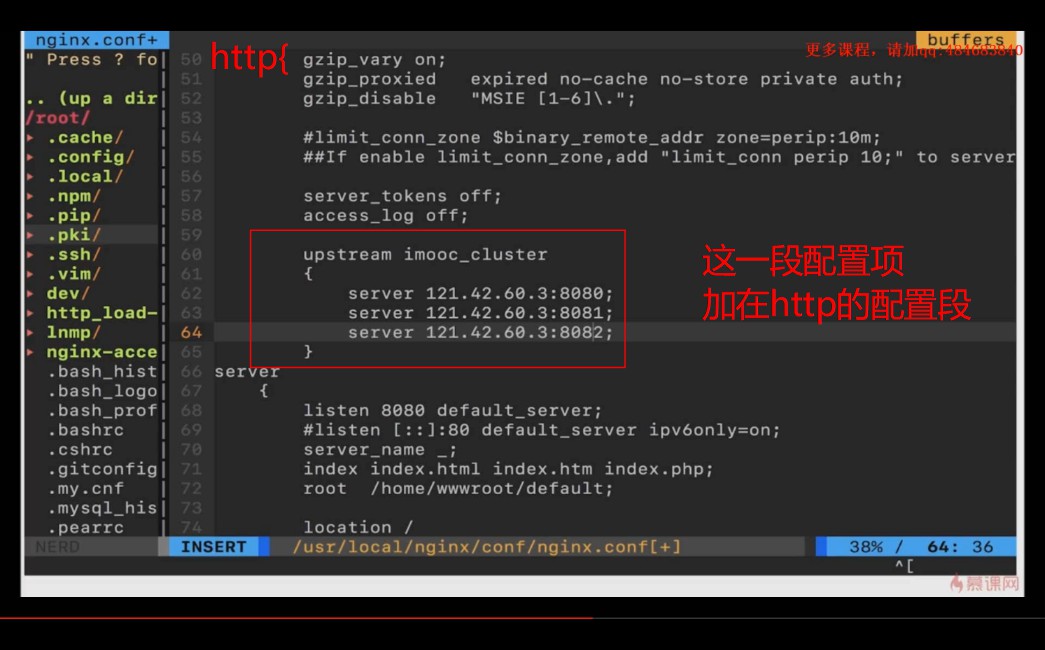 nginx.conf+
buffers
http{
更多课程，请加qq:484683840
" Press ? fo
.. (up a dir
/root/
▸ .cache/
▸ .config/
▸ .local/
▸ .npm/
▸ .pip/
▸ .pki/
▸ .ssh/
▸ .vim/
▸ dev/
▸ http_load-
▸ lnmp/
▸ nginx-acce
.bash_hist
.bash_logo
.bash_prof
.bashrc
.cshrc
.gitconfig
.my.cnf
.mysql_his
.pearrc
NERD
50 gzip_vary on;
51 gzip_proxied   expired no-cache no-store private auth;
52 gzip_disable   "MSIE [1-6]\.";
53
54 #limit_conn_zone $binary_remote_addr zone=perip:10m;
55 ##If enable limit_conn_zone,add "limit_conn perip 10;" to server
56
57 server_tokens off;
58 access_log off;
59
60 upstream imooc_cluster
61 {
62 server 121.42.60.3:8080;
63 server 121.42.60.3:8081;
64 server 121.42.60.3:8082;
65 }
66 server
67 {
68 listen 8080 default_server;
69 #listen [::]:80 default_server ipv6only=on;
70 server_name _;
71 index index.html index.htm index.php;
72 root  /home/wwwroot/default;
73
74 location /
这一段配置项
加在http的配置段
INSERT /usr/local/nginx/conf/nginx.conf[+] 38% / 64: 36
^[
慕课网